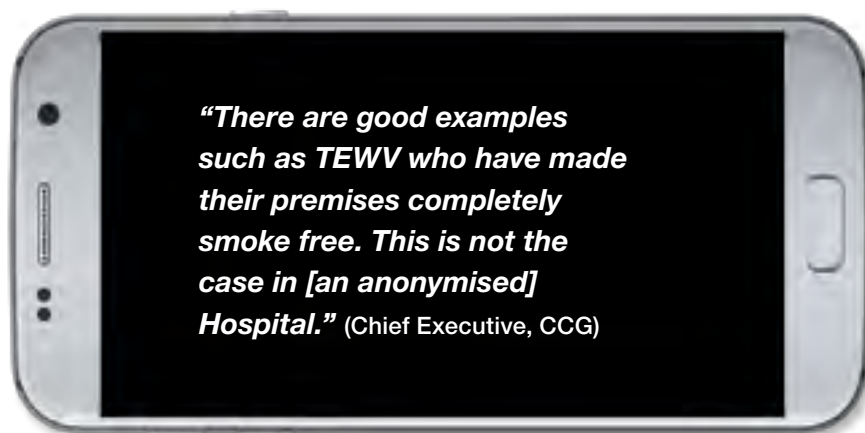 “There are good examples
such as TEWV who have made
their premises completely
smoke free. This is not the
case in [an anonymised]
Hospital.” (Chief Executive, CCG)